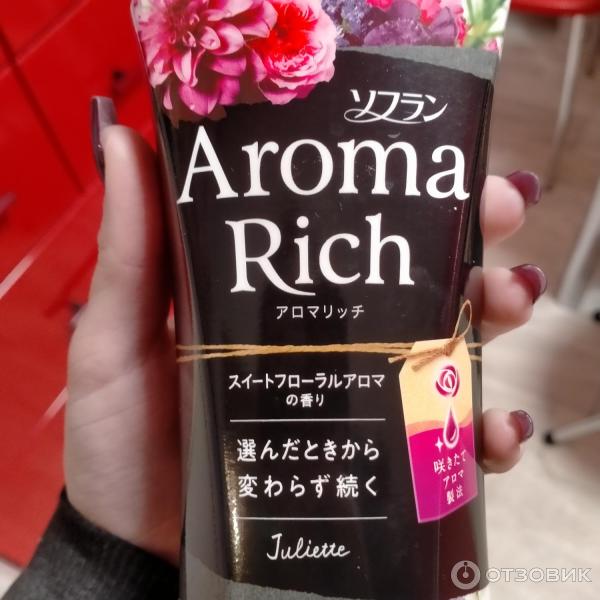 ソフラン
Aroma
Rich
アロマリッチ
スイートフローラルアロマ
の香り
選んだときから
変わらず続く
Juliette
咲きたて
アロマ
製法
ОТЗОВИК